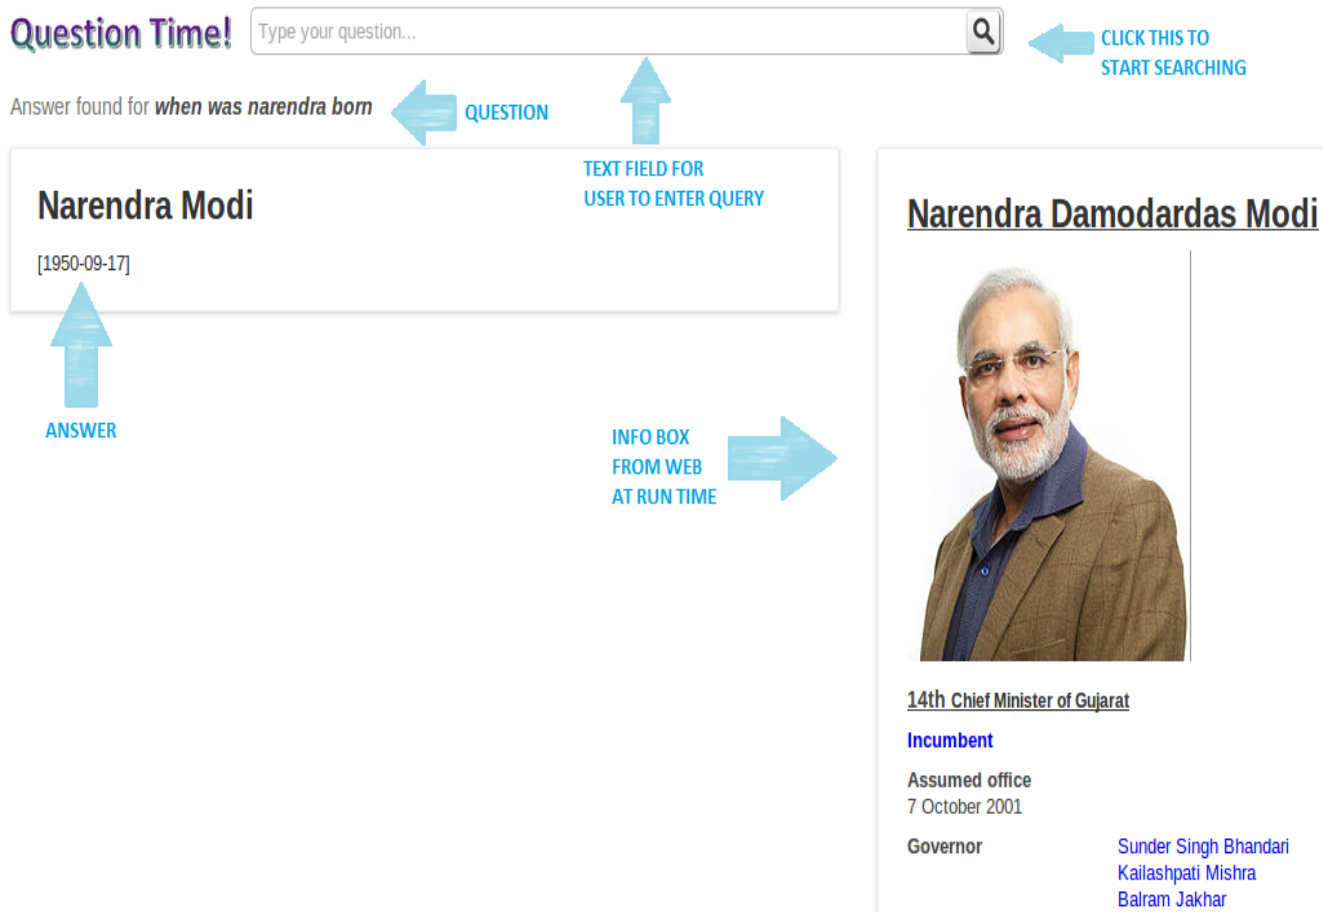 Question Time!
Type your question...
CLICK THIS TO
START SEARCHING
Answer found for when was narendra born
QUESTION
TEXT FIELD FOR
USER TO ENTER QUERY
Narendra Modi
[1950-09-17]
ANSWER
INFO BOX
FROM WEB
AT RUN TIME
Narendra Damodardas Modi
14th Chief Minister of Gujarat
Incumbent
Assumed office
7 October 2001
Governor Sunder Singh Bhandari
Kailashpati Mishra
Balram Jakhar